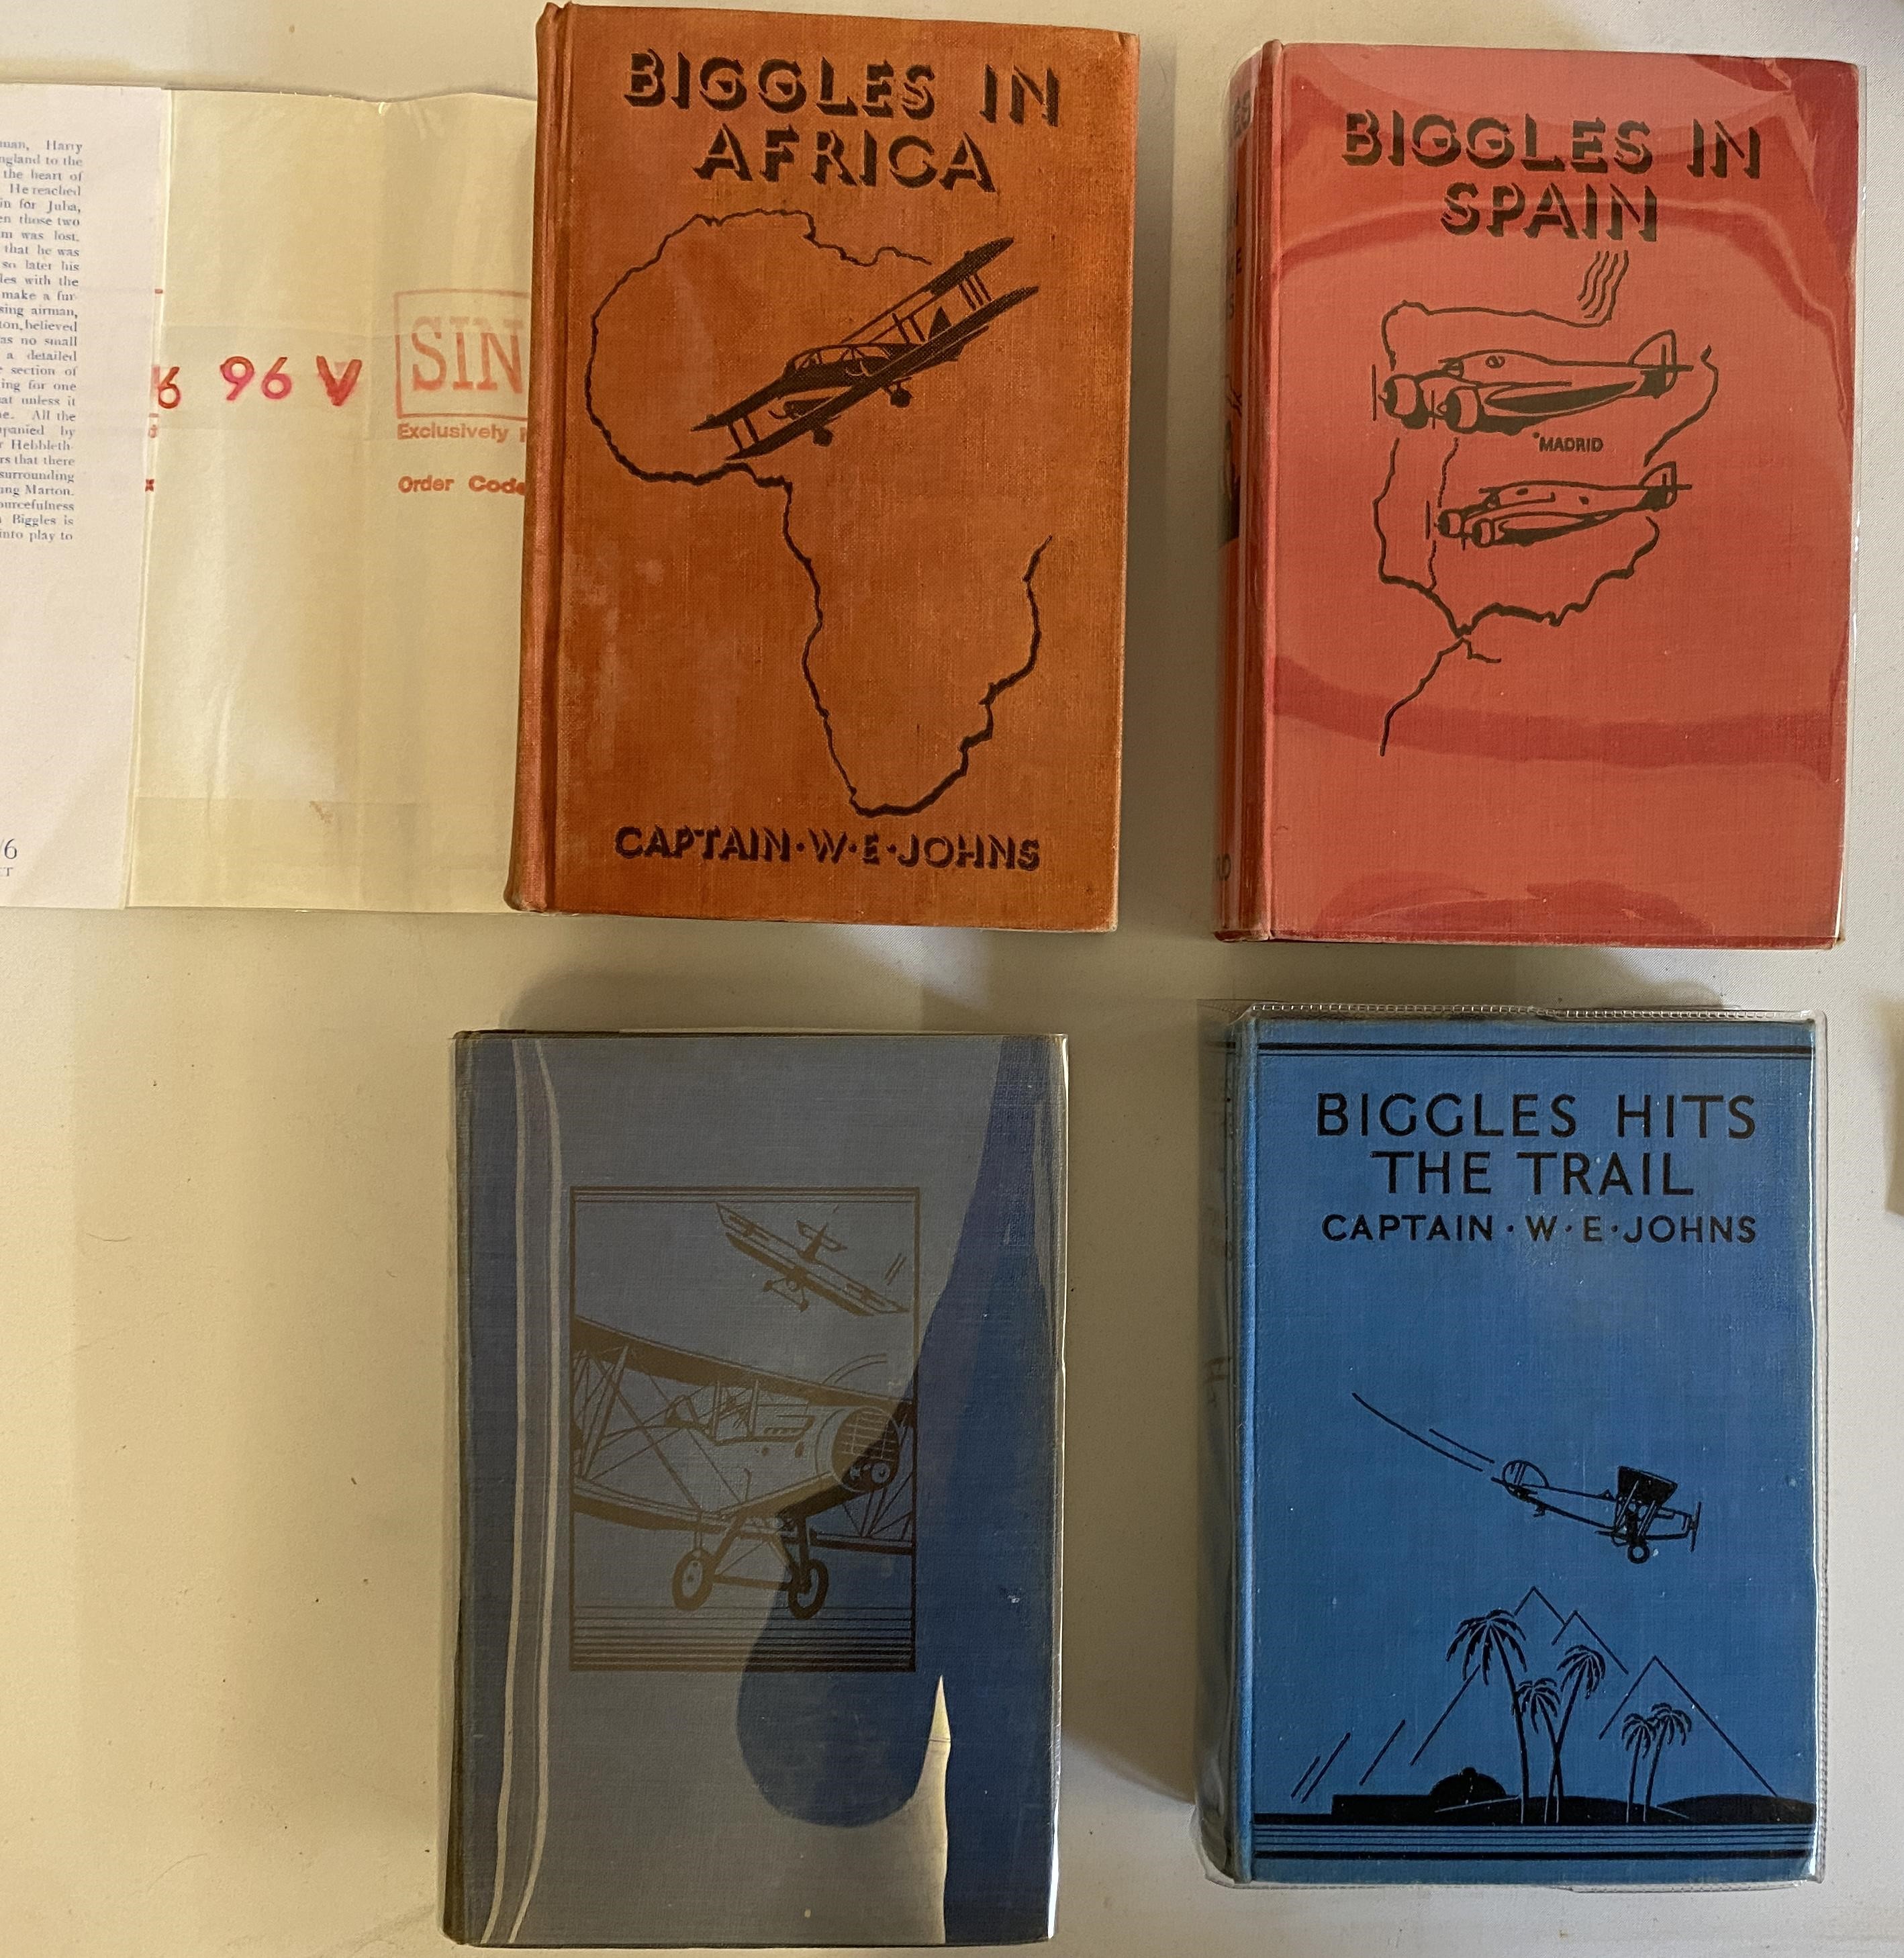 man, Harry
ngland to the
the heart of
He reached
in for Juba,
en those two
m was lost.
that he was
so later his
les with the
make a fur-
sing airman,
ton, believed
as no small
a detailed
e section of
ing for one
at unless it
ne. All the
panied by
r Hebbleth-
rs that there
surrounding
ng Marton.
ourcefulness
Biggles is
into play to
/6
6 96 V
SIN
Exclusively
Order Code
BIGGLES IN
AFRICA
CAPTAIN·W·E·JOHNS
BIGGLES IN
SPAIN
MADRID
BIGGLES HITS
THE TRAIL
CAPTAIN·W·E·JOHNS